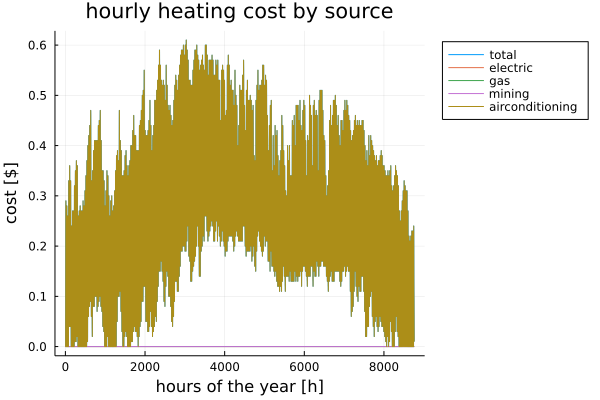 hourly heating cost by source
total
electric
gas
mining
airconditioning
cost [$]
0.6
0.5
0.4
0.3
0.2
0.1
0.0
0 2000 4000 6000 8000
hours of the year [h]